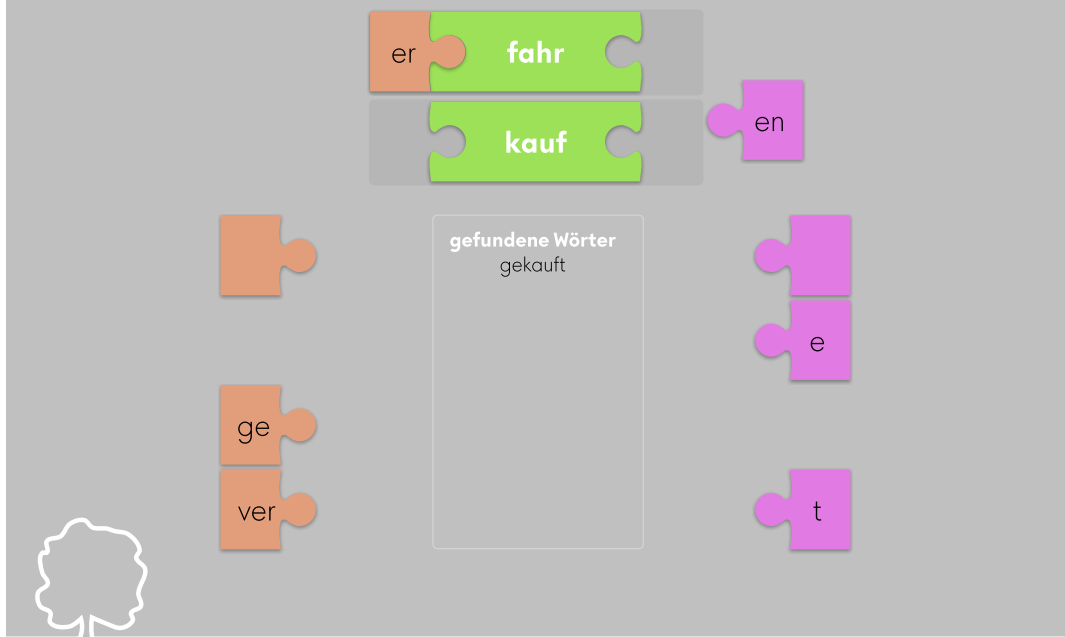 er fahr
en
kauf
gefundene Wörter
gekauft
e
ge
ver t